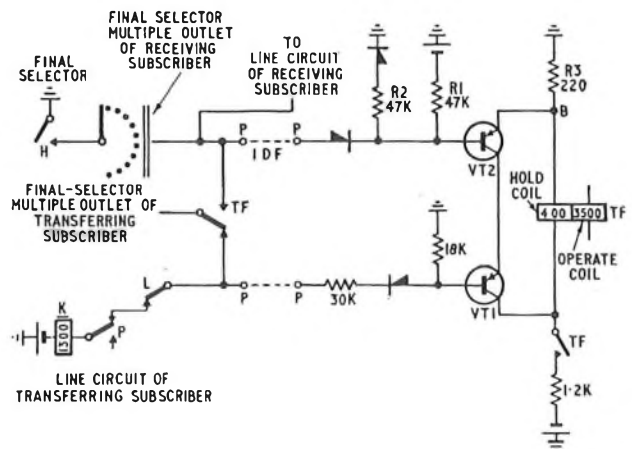 FINAL SELECTOR
MULTIPLE OUTLET
OF RECEIVING
SUBSCRIBER
TO
LINE CIRCUIT
OF RECEIVING
SUBSCRIBER
FINAL
SELECTOR
H
R2
47K
R1
47K
R3
220
B
P
P
IDF
VT2
HOLD
COIL
400
3500
TF
OPERATE
COIL
FINAL-SELECTOR
MULTIPLE OUTLET OF
TRANSFERRING
SUBSCRIBER
TF
18K
L
P
P
30K
VT1
K
1300
P
TF
1·2K
LINE CIRCUIT OF
TRANSFERRING SUBSCRIBER